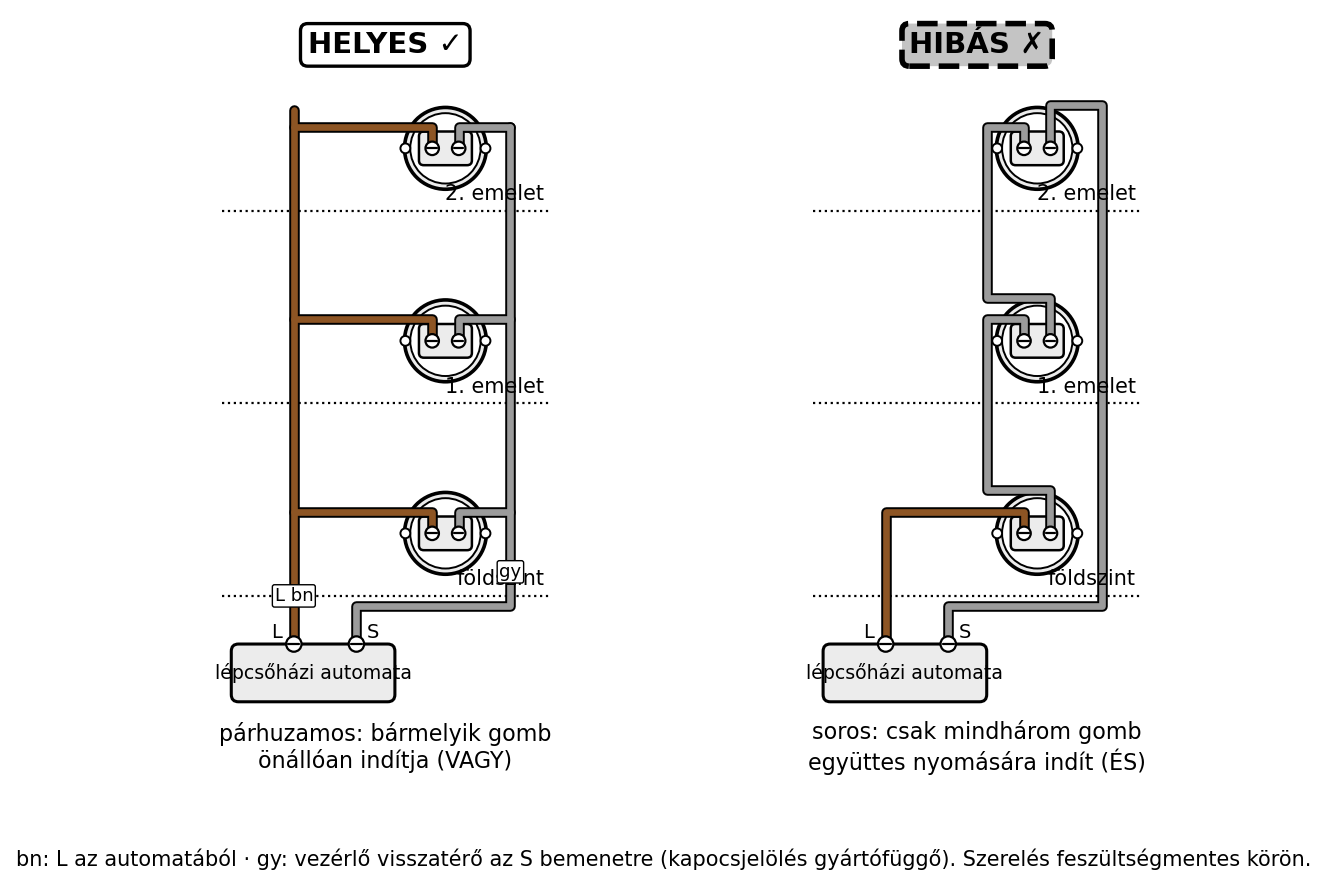 HELYES ✓
HIBÁS ✗
2. emelet
2. emelet
1. emelet
1. emelet
gy
földszint
földszint
L bn
L
S
L
S
lépcsőházi automata
lépcsőházi automata
párhuzamos: bármelyik gomb
önállóan indítja (VAGY)
soros: csak mindhárom gomb
együttes nyomására indít (ÉS)
bn: L az automatából · gy: vezérlő visszatérő az S bemenetre (kapocsjelölés gyártófüggő). Szerelés feszültségmentes körön.